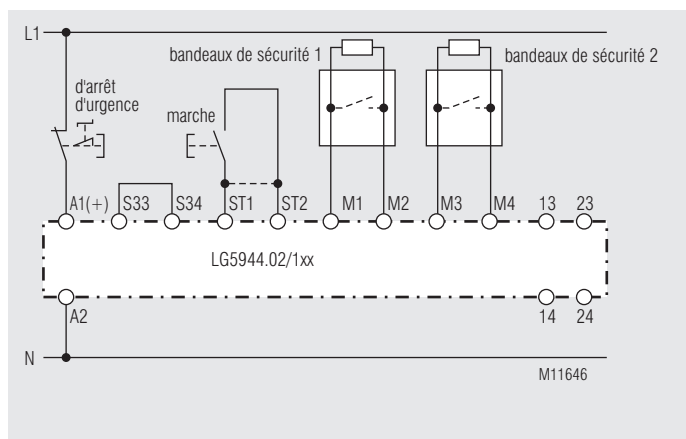 L1
bandeaux de sécurité 1
bandeaux de sécurité 2
d'arrêt
d'urgence
marche
A1(+) S33 S34 ST1 ST2 M1 M2 M3 M4 13 23
LG5944.02/1xx
A2 14 24
N
M11646